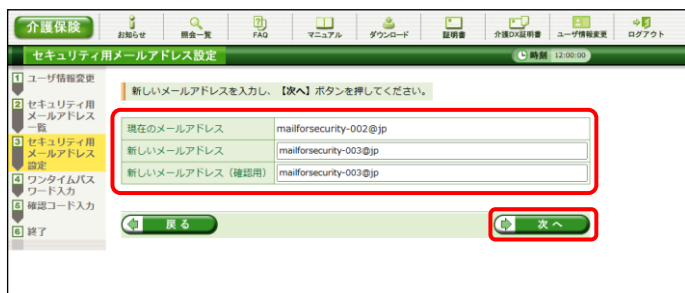 介護保険
お知らせ
照会一覧
FAQ
マニュアル
ダウンロード
証明書
介護DX証明書
ユーザ情報変更
ログアウト
セキュリティ用メールアドレス設定
時刻 12:00:00
1 ユーザ情報変更
2 セキュリティ用
メールアドレス
一覧
3 セキュリティ用
メールアドレス
設定
4 ワンタイムパス
ワード入力
5 確認コード入力
6 終了
新しいメールアドレスを入力し、【次へ】ボタンを押してください。
現在のメールアドレス mailforsecurity-002@jp
新しいメールアドレス mailforsecurity-003@jp
新しいメールアドレス（確認用） mailforsecurity-003@jp
戻る
次へ